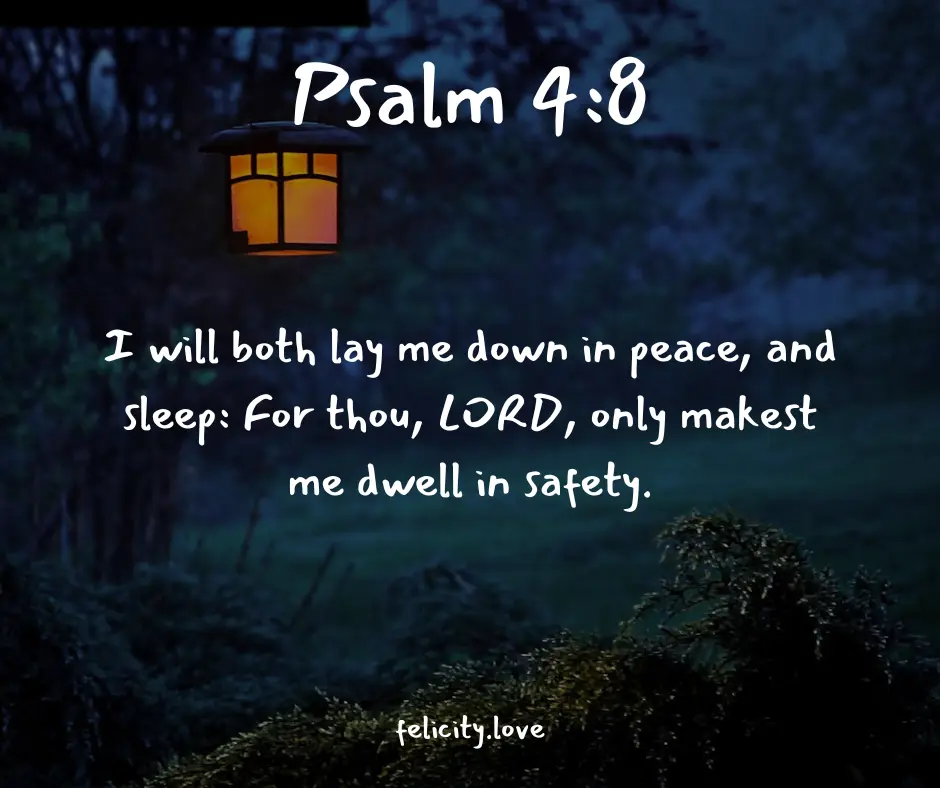 Psalm 4:8
I will both lay me down in peace, and
sleep: For thou, LORD, only makest
me dwell in safety.
felicity.love